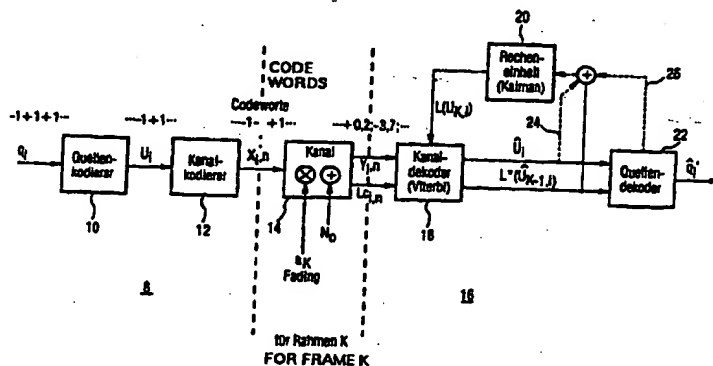 20
CODE
WORDS
Rechen-
einheit
(Kalman)
26
-1+1+1···
—-1+1···
Codeworte
—-1- +1···
—+0,2;-3,7;···
L(U_K,i)
24
22
q_i
Quellen-
kodierer
U_i
Kanal-
kodierer
X_i,n
Kanal
Y_i,n
Lc_i,n
Kanal-
dekoder
(Viterbi)
Û_i
L"(Û_K-1,i)
Quellen-
dekoder
q̂_i'
10
12
14
N_0
18
a_K
Fading
8
16
für Rahmen K
FOR FRAME K